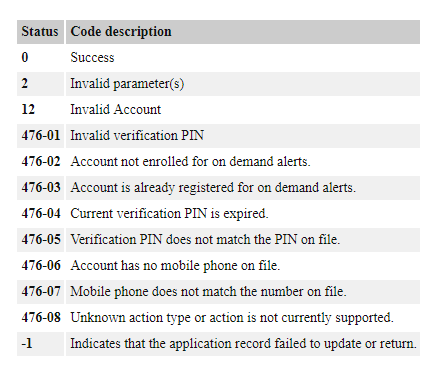 Status Code description
0 Success
2 Invalid parameter(s)
12 Invalid Account
476-01 Invalid verification PIN
476-02 Account not enrolled for on demand alerts.
476-03 Account is already registered for on demand alerts.
476-04 Current verification PIN is expired.
476-05 Verification PIN does not match the PIN on file.
476-06 Account has no mobile phone on file.
476-07 Mobile phone does not match the number on file.
476-08 Unknown action type or action is not currently supported.
-1 Indicates that the application record failed to update or return.